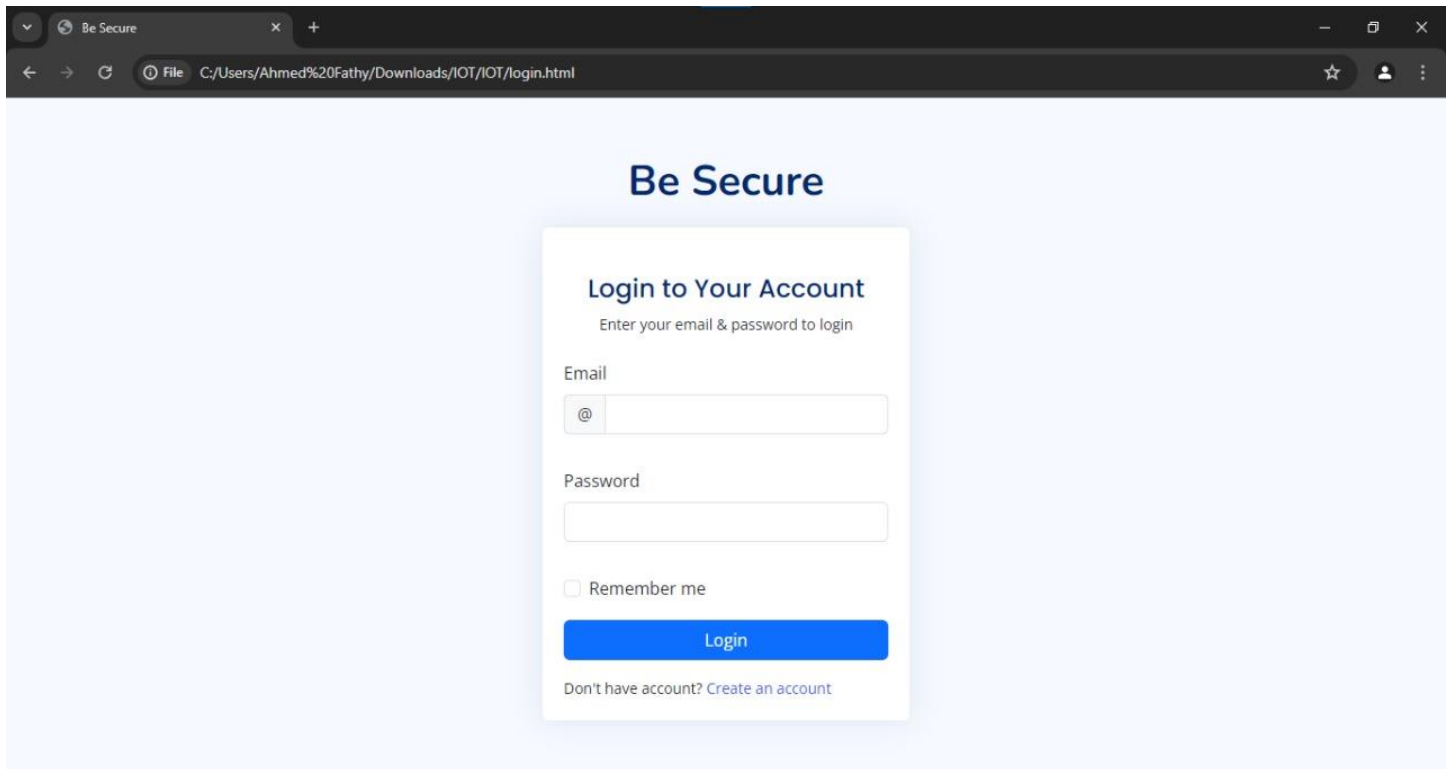 Be Secure
File C:/Users/Ahmed%20Fathy/Downloads/IOT/IOT/login.html
Be Secure
Login to Your Account
Enter your email & password to login
Email
@
Password
Remember me
Login
Don't have account? Create an account